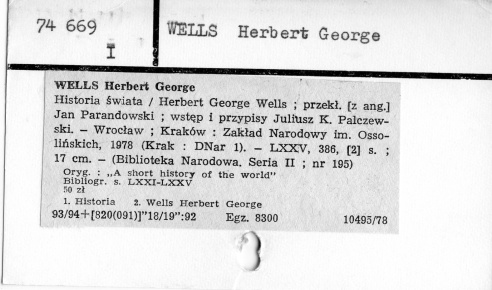 74 669
I
WELLS Herbert George
WELLS Herbert George
Historia świata / Herbert George Wells ; przekł. [z ang.]
Jan Parandowski ; wstęp i przypisy Juliusz K. Palczew-
ski. – Wrocław ; Kraków : Zakład Narodowy im. Osso-
lińskich, 1978 (Krak : DNar 1). – LXXV, 386, [2] s. ;
17 cm. – (Biblioteka Narodowa. Seria II ; nr 195)
Oryg. : „A short history of the world”
Bibliogr. s. LXXI-LXXV
50 zł
1. Historia 2. Wells Herbert George
93/94+[820(091)]"18/19":92 Egz. 8300 10495/78